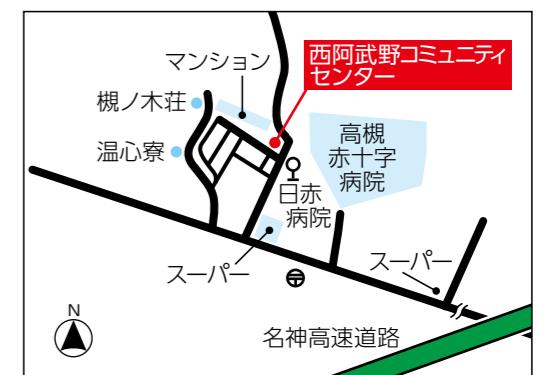 マンション
西阿武野コミュニティ
センター
槻ノ木荘
温心寮
高槻
赤十字
病院
日赤
病院
スーパー
スーパー
名神高速道路
N